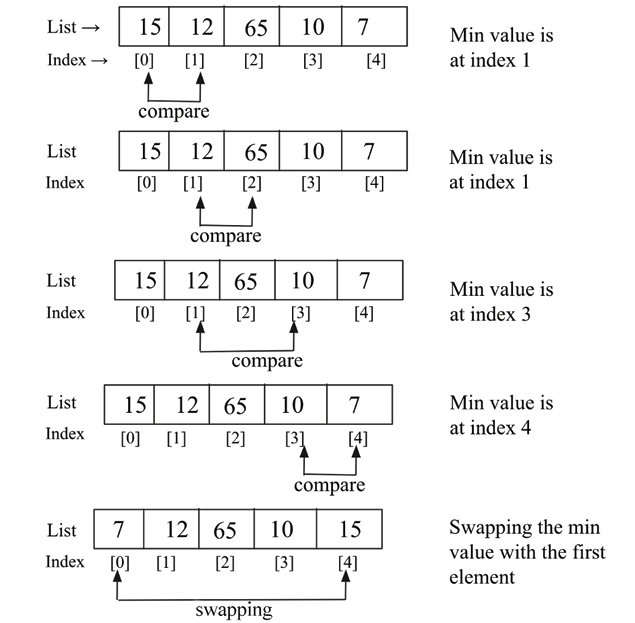 List → 15 12 65 10 7
Index → [0] [1] [2] [3] [4]
compare
Min value is
at index 1
List 15 12 65 10 7
Index [0] [1] [2] [3] [4]
compare
Min value is
at index 1
List 15 12 65 10 7
Index [0] [1] [2] [3] [4]
compare
Min value is
at index 3
List 15 12 65 10 7
Index [0] [1] [2] [3] [4]
compare
Min value is
at index 4
List 7 12 65 10 15
Index [0] [1] [2] [3] [4]
swapping
Swapping the min
value with the first
element